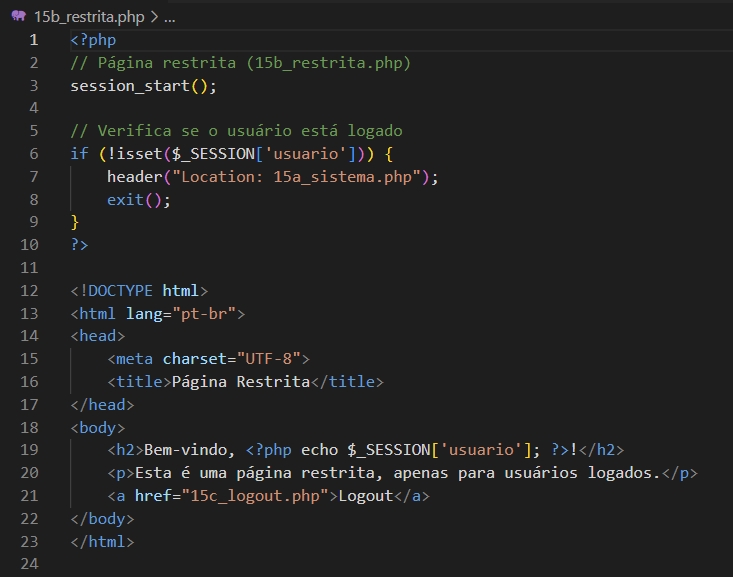 15b_restrita.php > ...
1 <?php
2 // Página restrita (15b_restrita.php)
3 session_start();
4
5 // Verifica se o usuário está logado
6 if (!isset($_SESSION['usuario'])) {
7     header("Location: 15a_sistema.php");
8     exit();
9 }
10 ?>
11
12 <!DOCTYPE html>
13 <html lang="pt-br">
14 <head>
15     <meta charset="UTF-8">
16     <title>Página Restrita</title>
17 </head>
18 <body>
19     <h2>Bem-vindo, <?php echo $_SESSION['usuario']; ?>!</h2>
20     <p>Esta é uma página restrita, apenas para usuários logados.</p>
21     <a href="15c_logout.php">Logout</a>
22 </body>
23 </html>
24